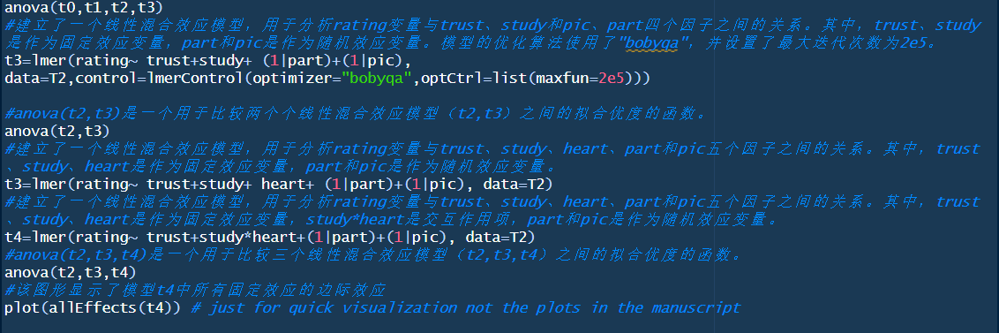 anova(t0,t1,t2,t3)
#建立了一个线性混合效应模型，用于分析rating变量与trust、study和pic、part四个因子之间的关系。其中，trust、study
是作为固定效应变量，part和pic是作为随机效应变量。模型的优化算法使用了"bobyqa"，并设置了最大迭代次数为2e5。
t3=lmer(rating~ trust+study+ (1|part)+(1|pic),
data=T2,control=lmerControl(optimizer="bobyqa",optCtrl=list(maxfun=2e5)))
#anova(t2,t3)是一个用于比较两个个线性混合效应模型（t2,t3）之间的拟合优度的函数。
anova(t2,t3)
#建立了一个线性混合效应模型，用于分析rating变量与trust、study、heart、part和pic五个因子之间的关系。其中，trust
、study、heart是作为固定效应变量，part和pic是作为随机效应变量。
t3=lmer(rating~ trust+study+ heart+ (1|part)+(1|pic), data=T2)
#建立了一个线性混合效应模型，用于分析rating变量与trust、study、heart、part和pic五个因子之间的关系。其中，trust
、study、heart是作为固定效应变量，study*heart是交互作用项，part和pic是作为随机效应变量。
t4=lmer(rating~ trust+study*heart+(1|part)+(1|pic), data=T2)
#anova(t2,t3,t4)是一个用于比较三个线性混合效应模型（t2,t3,t4）之间的拟合优度的函数。
anova(t2,t3,t4)
#该图形显示了模型t4中所有固定效应的边际效应
plot(allEffects(t4)) # just for quick visualization not the plots in the manuscript